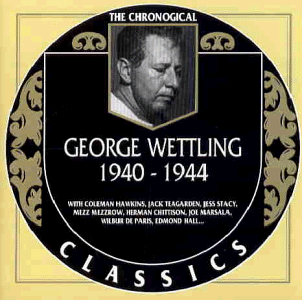 THE CHRONOGICAL
GEORGE WETTLING
1940 - 1944
WITH COLEMAN HAWKINS, JACK TEAGARDEN, JESS STACY,
MEZZ MEZZROW, HERMAN CHITTISON, JOE MARSALA,
WILBUR DE PARIS, EDMOND HALL...
CLASSICS